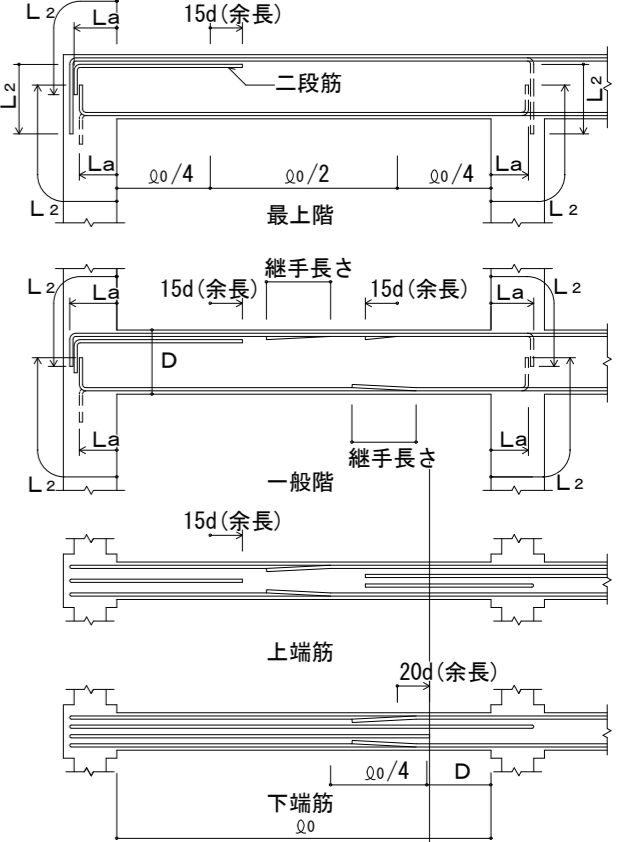 L2
La
15d(余長)
二段筋
L2
L2
La
ℓ0/4
ℓ0/2
ℓ0/4
La
L2
最上階
L2
継手長さ
L2
La
15d(余長)
15d(余長)
La
L2
D
La
La
継手長さ
L2
一般階
L2
15d(余長)
上端筋
20d(余長)
ℓ0/4
D
下端筋
ℓ0